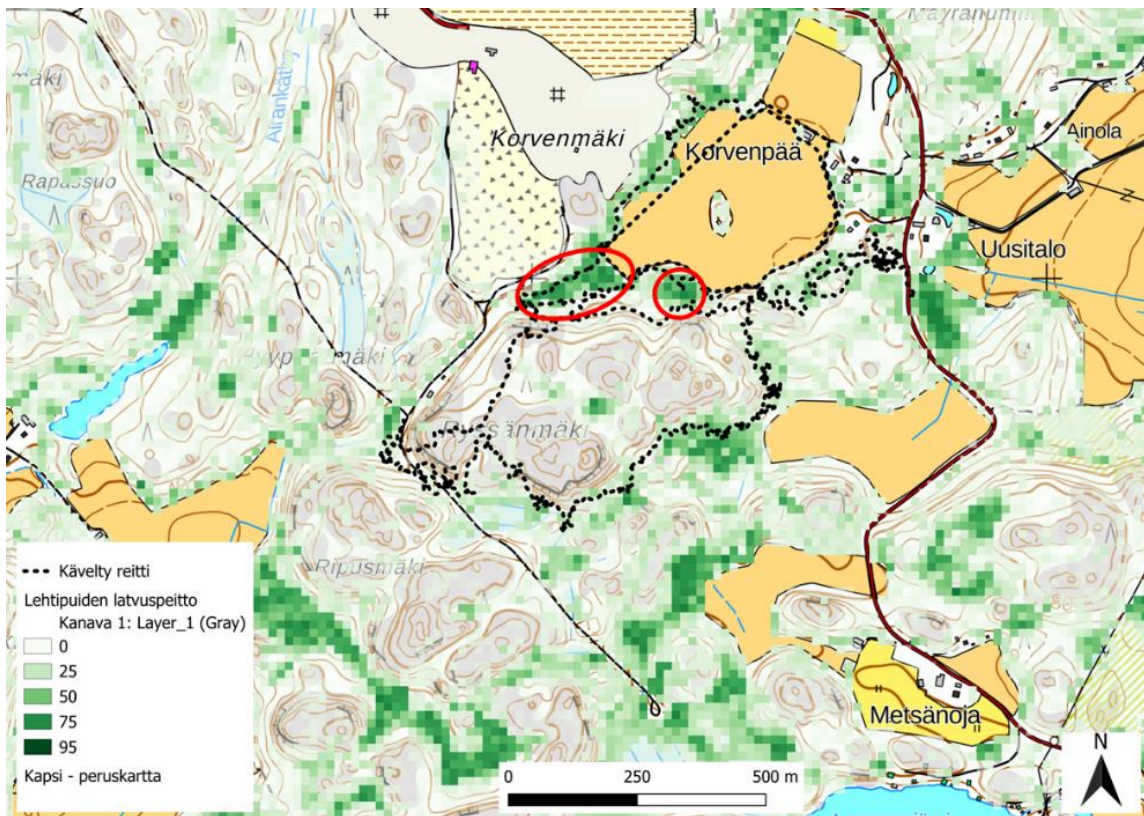 Korvenmäki
Korvenpää
Ainola
Rapassuo
Uusitalo
Ripusmäki
Metsänoja
Kävelty reitti
Lehtipuiden latvuspeitto
Kanava 1: Layer_1 (Gray)
0
25
50
75
95
Kapsi - peruskartta
0 250 500 m
N